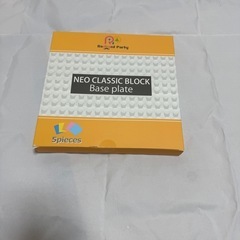 NEO CLASSIC BLOCK
Base plate
5pieces